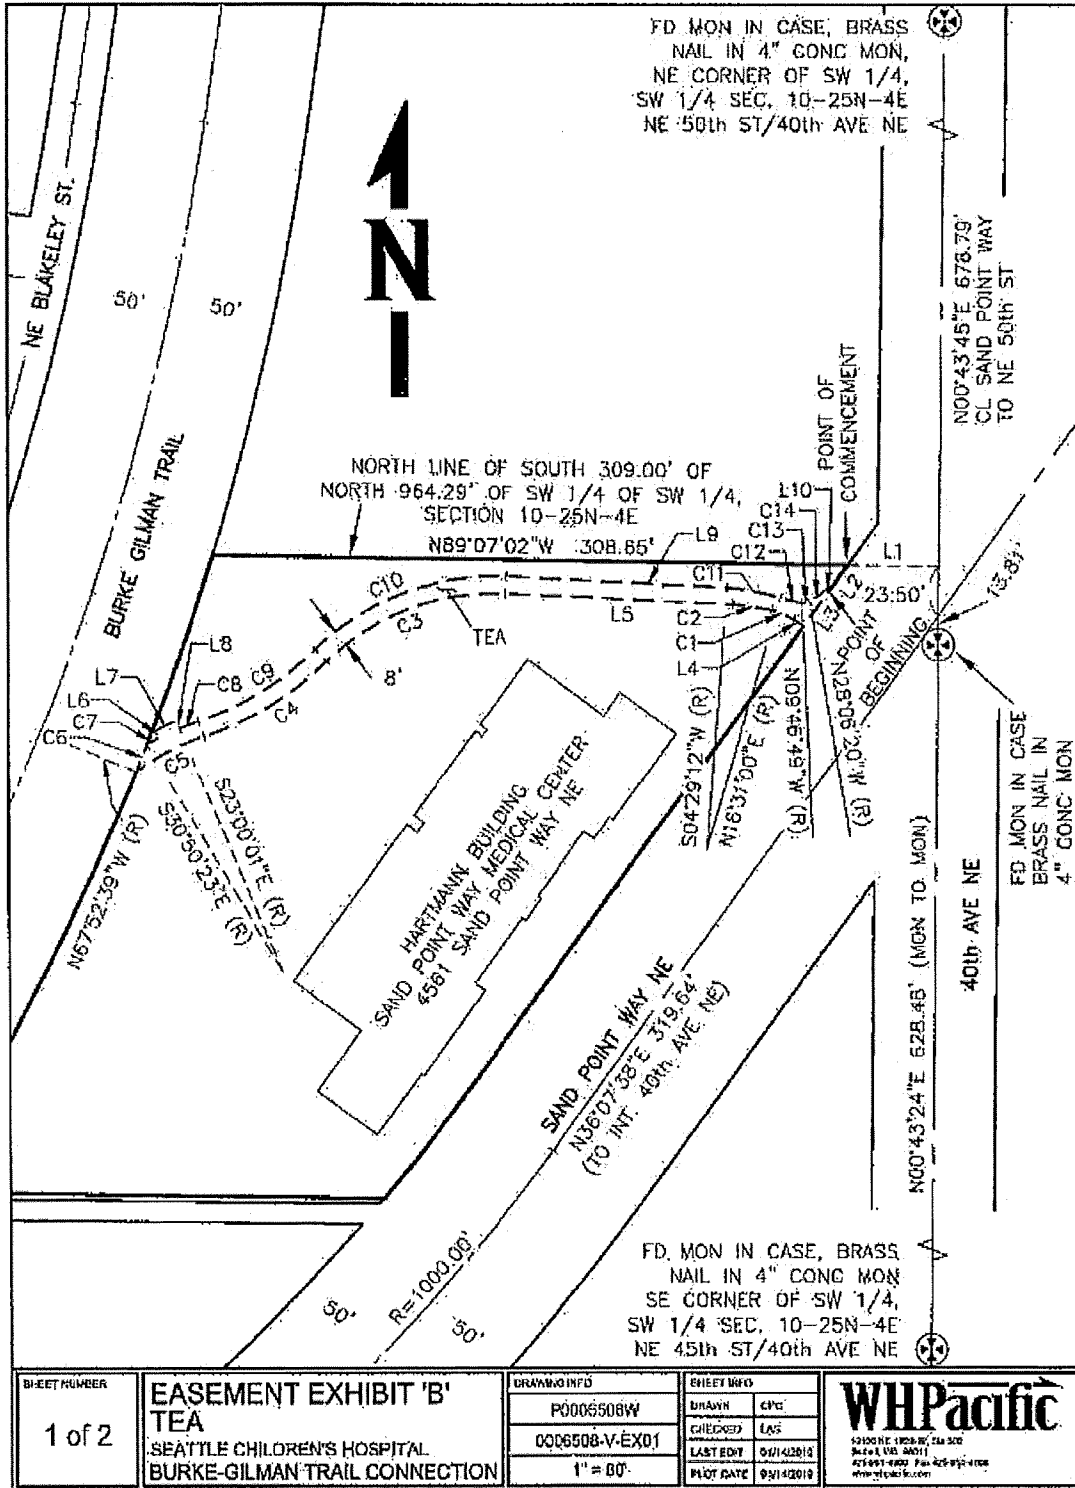 FD MON IN CASE, BRASS
NAIL IN 4" CONC MON,
NE CORNER OF SW 1/4,
SW 1/4 SEC. 10-25N-4E
NE 50th ST/40th AVE NE
N
NE BLAKELEY ST.
50'
50'
BURKE GILMAN TRAIL
N00°43'45"E 678.79'
CL SAND POINT WAY
TO NE 50th ST
POINT OF
COMMENCEMENT
NORTH LINE OF SOUTH 309.00' OF
NORTH 964.29' OF SW 1/4 OF SW 1/4,
SECTION 10-25N-4E
N89°07'02"W 308.65'
L10
C14
C13
C12
C11
L9
L1
L2
23.50'
L3
C10
C3
TEA
L5
C2
C1
L4
8'
L8
L7
L6
C7
C6
C5
C8
C9
C4
POINT
OF
BEGINNING
FD MON IN CASE
BRASS NAIL IN
4" CONC MON
S04°29'12"W (R)
N16°31'00"E (R)
N09°46'49"W (R)
S23°00'01"E (R)
S30°50'23"E (R)
N67°52'39"W (R)
HARTMANN BUILDING
SAND POINT WAY MEDICAL CENTER
4561 SAND POINT WAY NE
SAND POINT WAY NE
N36°07'38"E 319.64'
(TO INT. 40th AVE NE)
N00°43'24"E 628.48' (MON TO MON)
40th AVE NE
R=1000.00'
50'
50'
FD MON IN CASE, BRASS
NAIL IN 4" CONC MON
SE CORNER OF SW 1/4,
SW 1/4 SEC. 10-25N-4E
NE 45th ST/40th AVE NE
SHEET NUMBER
1 of 2
EASEMENT EXHIBIT 'B'
TEA
SEATTLE CHILDREN'S HOSPITAL
BURKE-GILMAN TRAIL CONNECTION
DRAWING INFO
P0006508W
0006508-V-EX01
1" = 80'
SHEET INFO
DRAWN
CHECKED
LAST EDIT
PLOT DATE
WHPacific